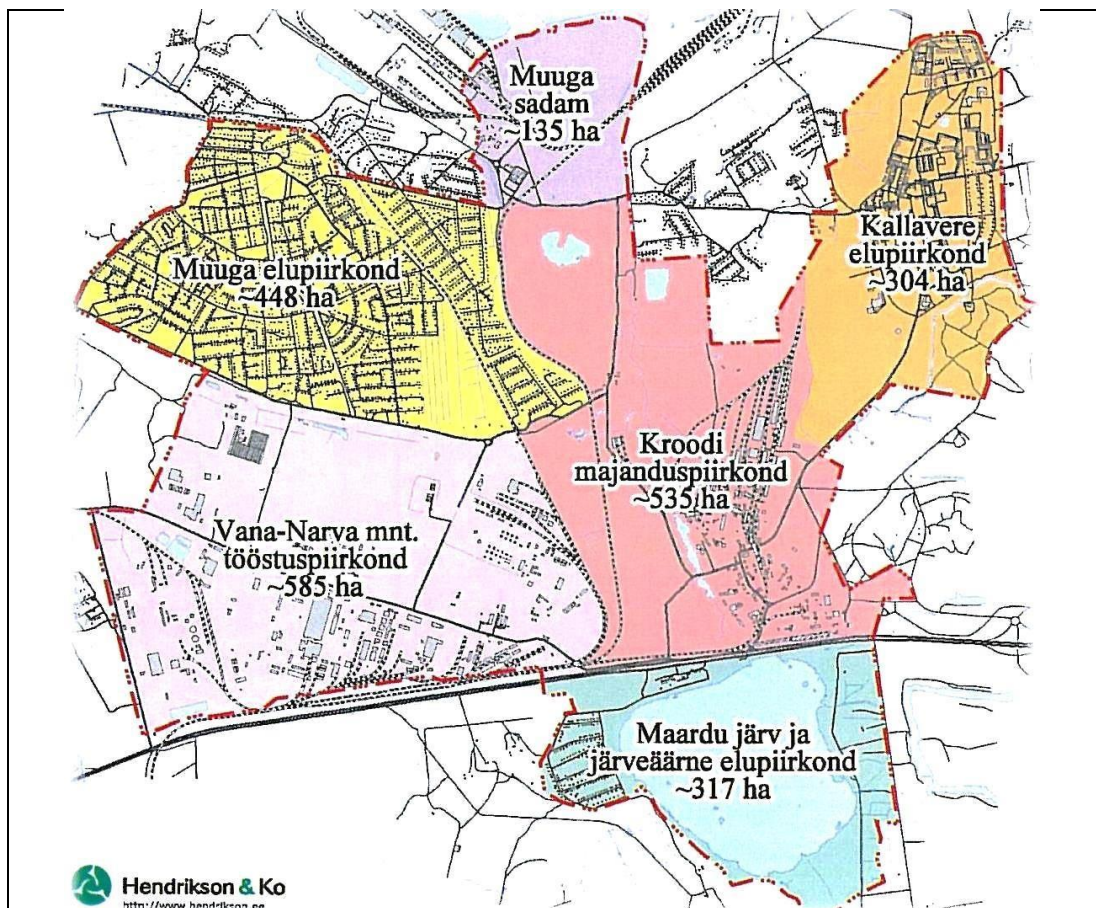 Muuga
sadam
~135 ha
Kallavere
elupiirkond
~304 ha
Muuga elupiirkond
~448 ha
Kroodi
majanduspiirkond
~535 ha
Vana-Narva mnt.
tööstuspiirkond
~585 ha
Maardu järv ja
järveäärne elupiirkond
~317 ha
Hendrikson & Ko